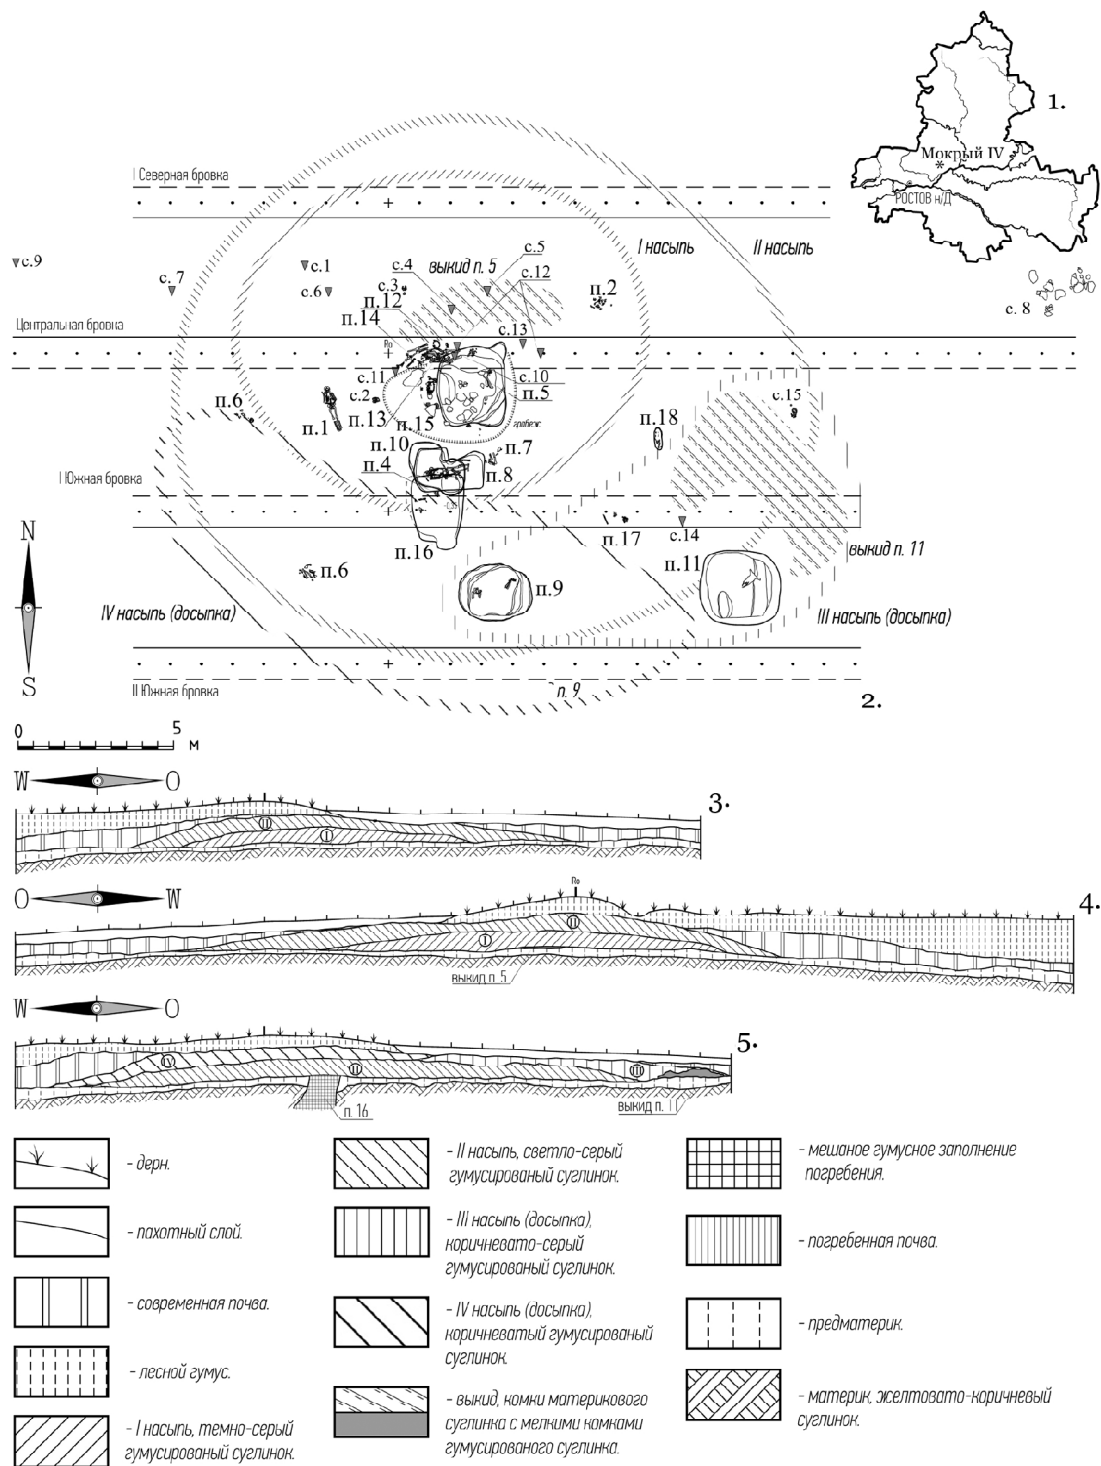 1.
Мокрый IV
*
РОСТОВ н/Д
I Северная бровка
I насыпь
II насыпь
с.9
с.7
с.1
с.6
с.3
с.4
выкид п. 5
с.5
с.12
п.12
п.14
п.2
с. 8
Центральная бровка
Ro
с.13
с.11
с.10
с.2
п.5
с.15
п.6
п.1
п.13
п.15
п.18
п.10
п.7
п.4
п.8
I Южная бровка
N
п.16
п.17
с.14
выкид п. 11
п.6
п.9
п.11
IV насыпь (досыпка)
III насыпь (досыпка)
S
II Южная бровка
п. 9
2.
0 5
м
W O
3.
II
I
O W
Ro
4.
II
I
выкид п. 5
W O
5.
IV
II
III
п. 16
выкид п. 11
- дерн.
- пахотный слой.
- современная почва.
- лесной гумус.
- I насыпь, темно-серый
гумусированый суглинок.
- II насыпь, светло-серый
гумусированый суглинок.
- III насыпь (досыпка),
коричневато-серый
гумусированый суглинок.
- IV насыпь (досыпка),
коричневатый гумусированый
суглинок.
- выкид, комки материкового
суглинка с мелкими комками
гумусированого суглинка.
- мешаное гумусное заполнение
погребения.
- погребенная почва.
- предматерик.
- материк, желтовато-коричневый
суглинок.